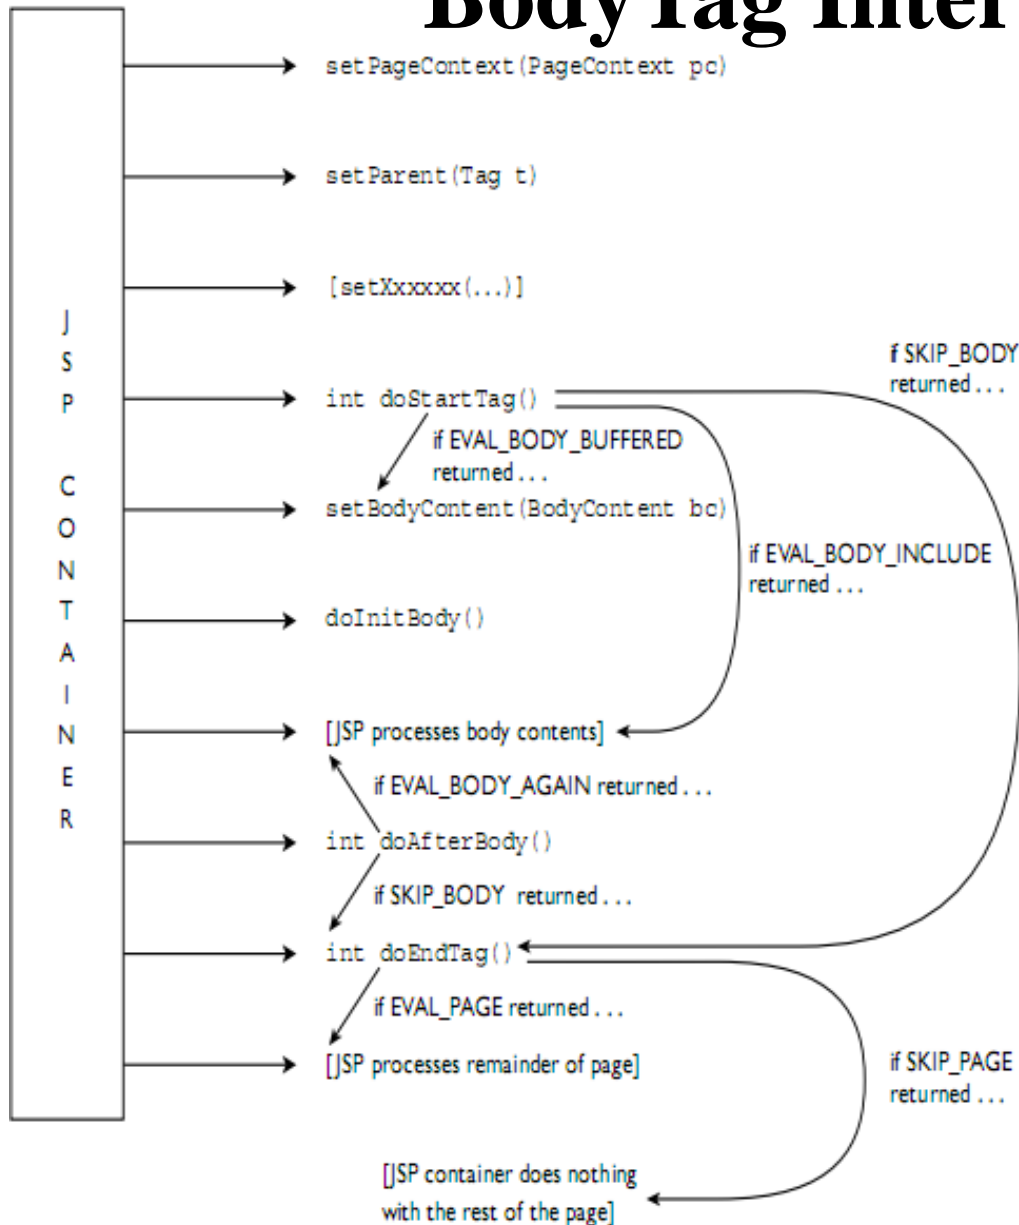 BodyTag Inter
setPageContext(PageContext pc)
setParent(Tag t)
[setXxxxxx(...)]
if SKIP_BODY
returned . . .
int doStartTag()
if EVAL_BODY_BUFFERED
returned . . .
setBodyContent(BodyContent bc)
if EVAL_BODY_INCLUDE
returned . . .
doInitBody()
[JSP processes body contents]
if EVAL_BODY_AGAIN returned . . .
int doAfterBody()
if SKIP_BODY returned . . .
int doEndTag()
if EVAL_PAGE returned . . .
[JSP processes remainder of page]
if SKIP_PAGE
returned . . .
[JSP container does nothing
with the rest of the page]
JSP CONTAINER